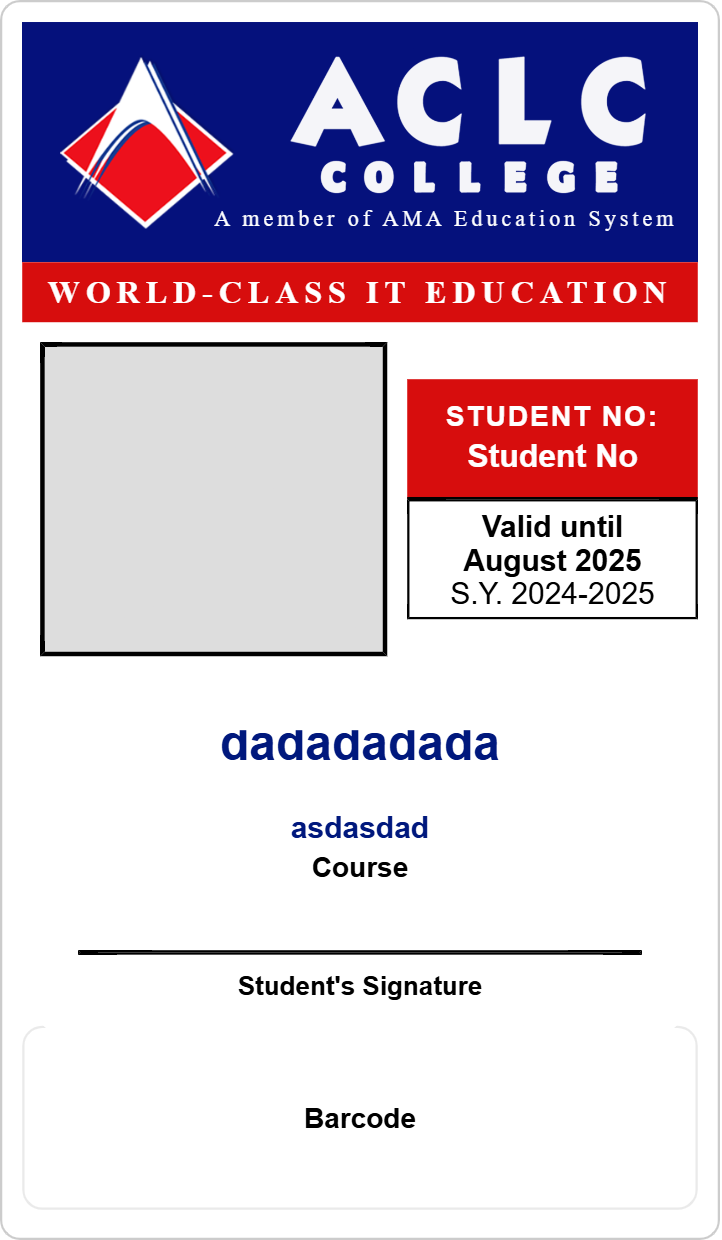 ACLC
COLLEGE
A member of AMA Education System
WORLD-CLASS IT EDUCATION
STUDENT NO:
Student No
Valid until
August 2025
S.Y. 2024-2025
dadadadada
asdasdad
Course
Student's Signature
Barcode